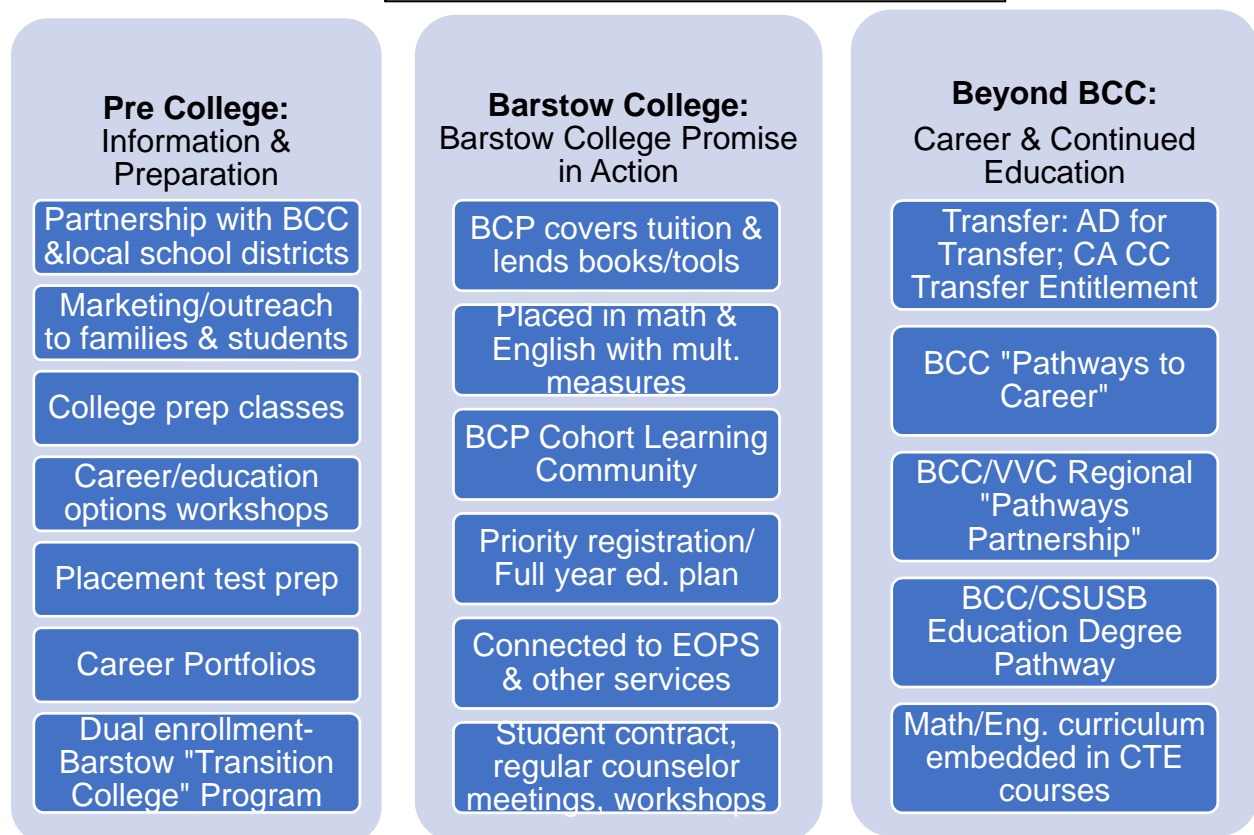 Pre College:
Information &
Preparation
Partnership with BCC
&local school districts
Marketing/outreach
to families & students
College prep classes
Career/education
options workshops
Placement test prep
Career Portfolios
Dual enrollment-
Barstow "Transition
College" Program
Barstow College:
Barstow College Promise
in Action
BCP covers tuition &
lends books/tools
Placed in math &
English with mult.
measures
BCP Cohort Learning
Community
Priority registration/
Full year ed. plan
Connected to EOPS
& other services
Student contract,
regular counselor
meetings, workshops
Beyond BCC:
Career & Continued
Education
Transfer: AD for
Transfer; CA CC
Transfer Entitlement
BCC "Pathways to
Career"
BCC/VVC Regional
"Pathways
Partnership"
BCC/CSUSB
Education Degree
Pathway
Math/Eng. curriculum
embedded in CTE
courses